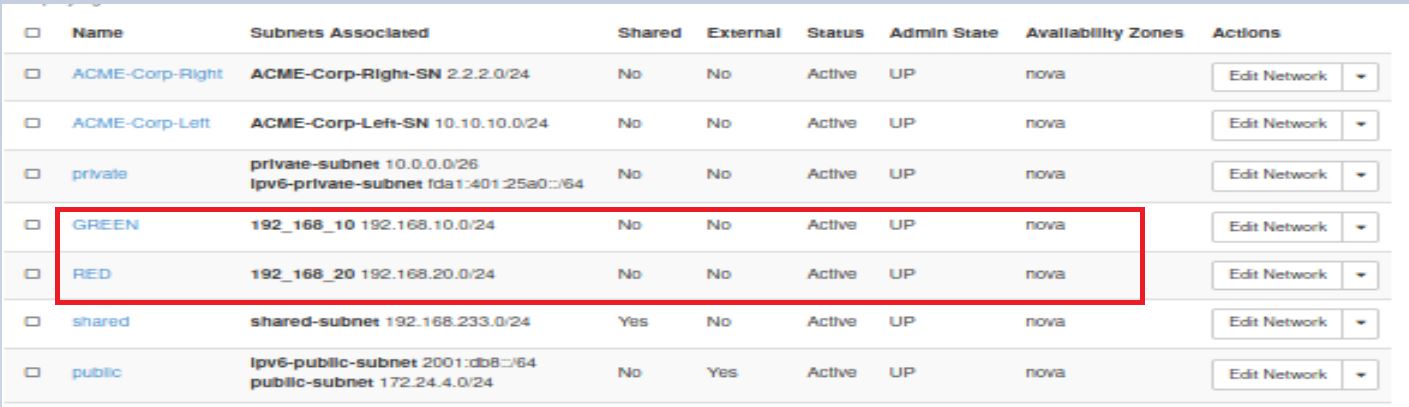 Name Subnets Associated Shared External Status Admin State Availability Zones Actions
ACME-Corp-Right ACME-Corp-Right-SN 2.2.2.0/24 No No Active UP nova Edit Network
ACME-Corp-Left ACME-Corp-Left-SN 10.10.10.0/24 No No Active UP nova Edit Network
private private-subnet 10.0.0.0/26 No No Active UP nova Edit Network
ipv6-private-subnet fda1:401:25a0::/64
GREEN 192_168_10 192.168.10.0/24 No No Active UP nova Edit Network
RED 192_168_20 192.168.20.0/24 No No Active UP nova Edit Network
shared shared-subnet 192.168.233.0/24 Yes No Active UP nova Edit Network
public ipv6-public-subnet 2001:db8::/64 No Yes Active UP nova Edit Network
public-subnet 172.24.4.0/24